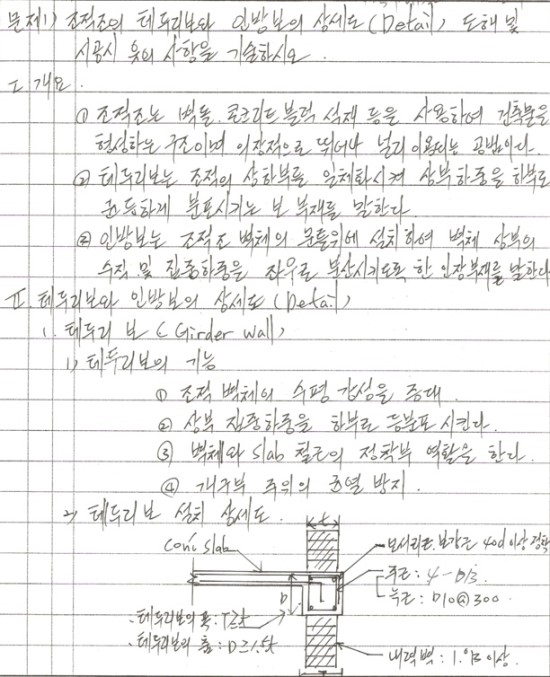 문제1) 조적조의 테두리보와 인방보의 상세도(Detail) 도해 및
시공시 유의 사항을 기술하시오.
I. 개요.
① 조적조는 벽돌, 콘크리트 블럭, 석재 등을 사용하여 건축물을
형성하는 구조이며 의장적으로 뛰어나 널리 이용되는 공법이다.
② 테두리보는 조적의 상하부를 일체화시켜 상부하중을 하부로
균등하게 분포시키는 보 부재를 말한다.
② 인방보는 조적조 벽체의 문틀위에 설치하여 벽체 상부의
수직 및 집중하중을 좌우로 분산시키도록 한 인장부재를 말한다
II. 테두리보와 인방보의 상세도(Detail)
1. 테두리 보 (Girder wall)
1) 테두리보의 기능
① 조적 벽체의 수평 강성을 증대.
② 상부 집중하중을 하부로 등분포 시킨다.
③ 벽체와 slab 철근의 정착부 역할을 한다.
④ 개구부 주위의 균열 방지.
2) 테두리보 설치 상세도.
t
Con'c slab
모서리는 보강근 40d이상 정착
주근: 4-D13
늑근: D10@300
D
테두리보의 폭: T≥t
테두리보의 춤: D≥1.5t
내력벽: 1.0B 이상.
T